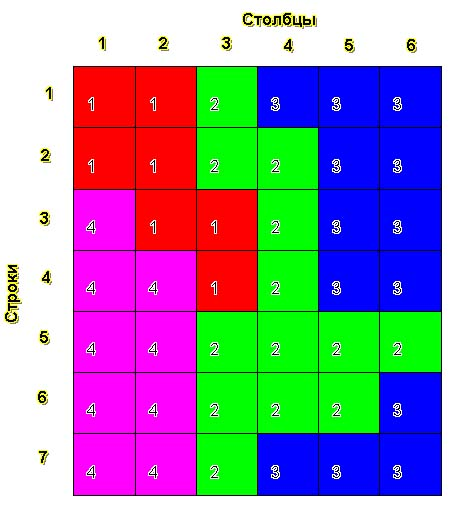 Столбцы
1 2 3 4 5 6
1 1 1 2 3 3 3
2 1 1 2 2 3 3
3 4 1 1 2 3 3
4 4 4 1 2 3 3
5 4 4 2 2 2 2
6 4 4 2 2 2 3
7 4 4 2 3 3 3
Строки